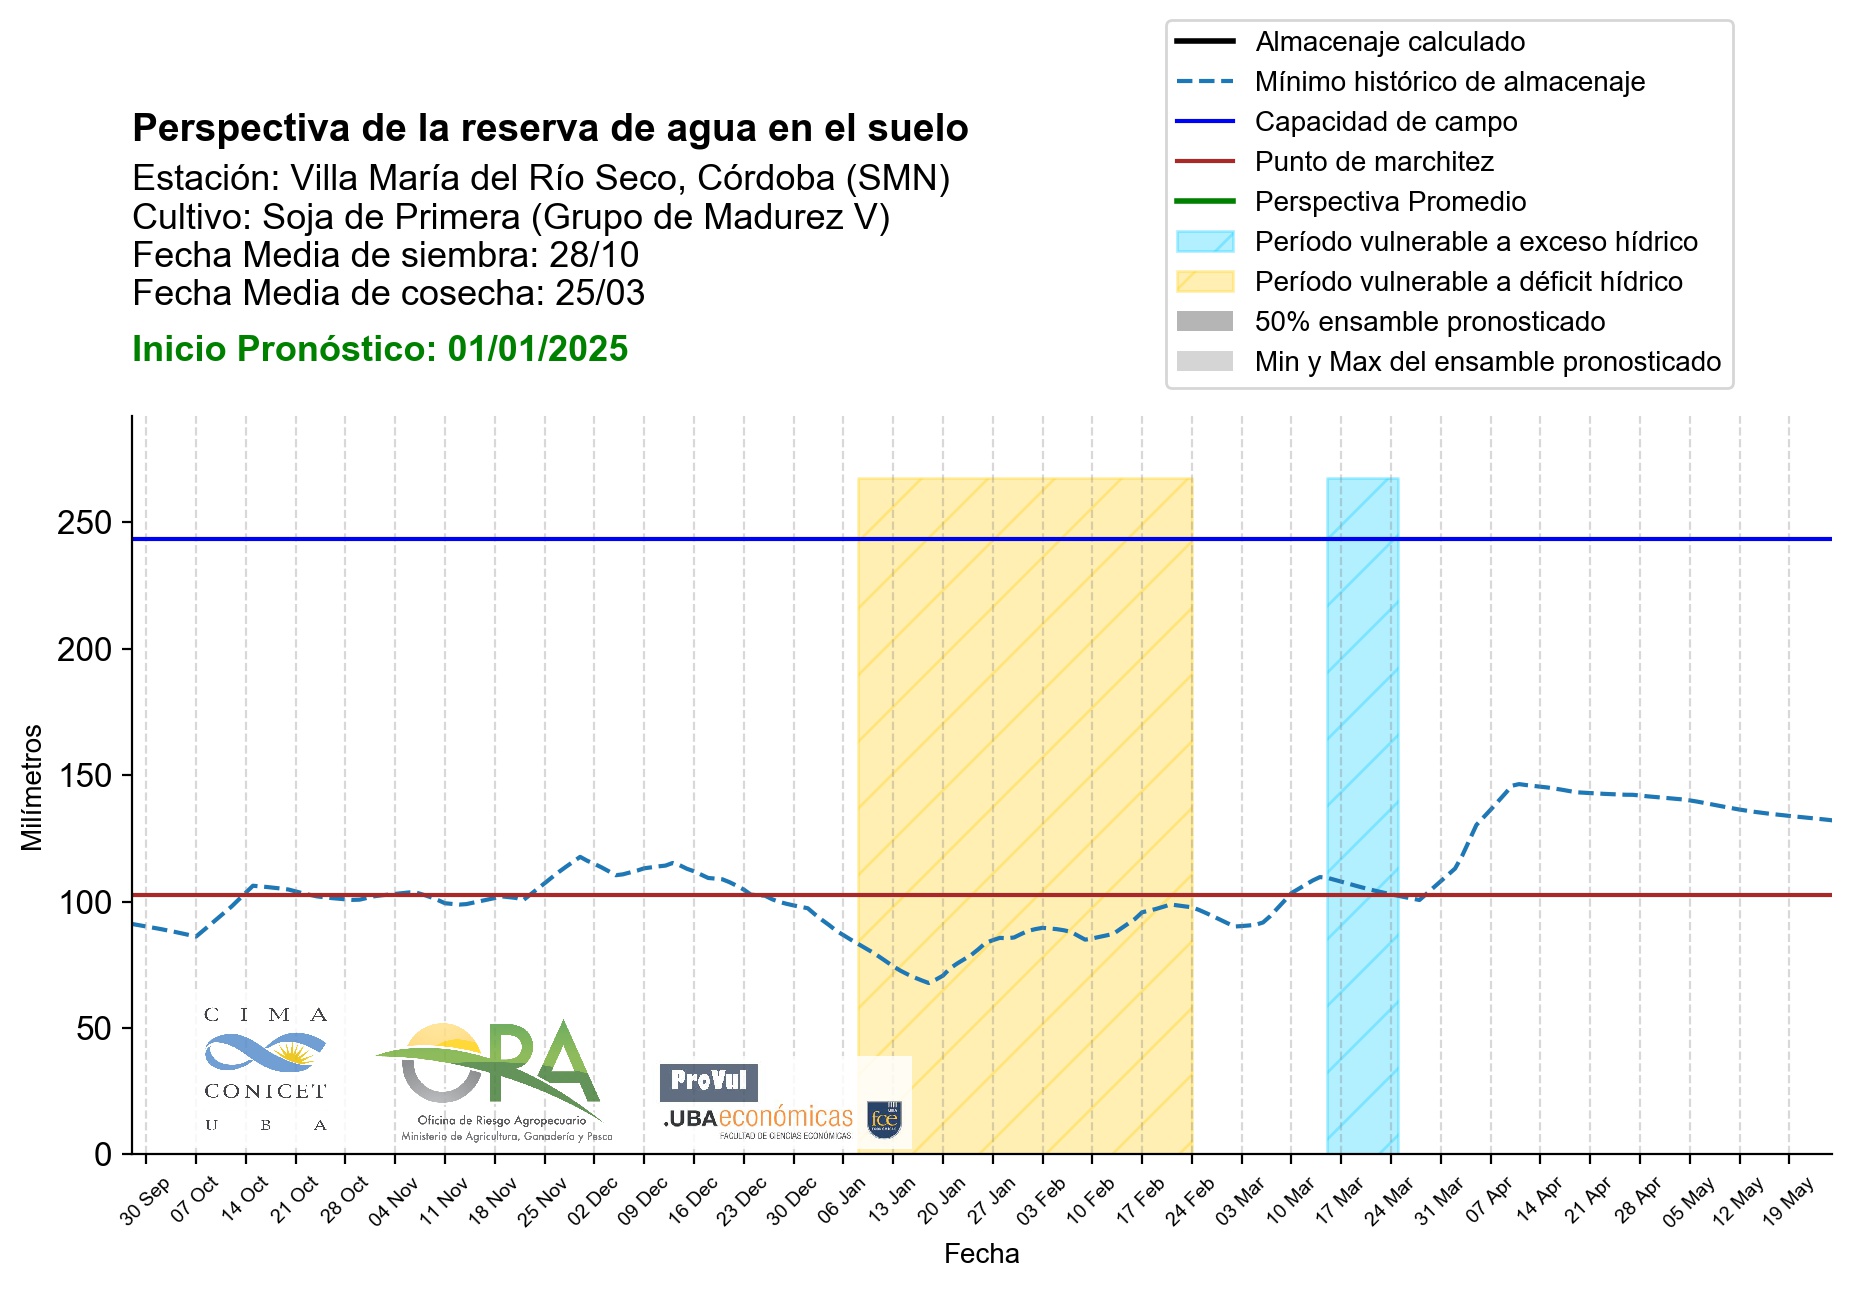 Almacenaje calculado
Mínimo histórico de almacenaje
Capacidad de campo
Punto de marchitez
Perspectiva Promedio
Período vulnerable a exceso hídrico
Período vulnerable a déficit hídrico
50% ensamble pronosticado
Min y Max del ensamble pronosticado
Perspectiva de la reserva de agua en el suelo
Estación: Villa María del Río Seco, Córdoba (SMN)
Cultivo: Soja de Primera (Grupo de Madurez V)
Fecha Media de siembra: 28/10
Fecha Media de cosecha: 25/03
Inicio Pronóstico: 01/01/2025
Milímetros
250
200
150
100
50
0
CIMA
CONICET
UBA
ORA
Oficina de Riesgo Agropecuario
Ministerio de Agricultura, Ganadería y Pesca
ProVul
.UBAeconómicas
FACULTAD DE CIENCIAS ECONÓMICAS
UBA
fce
ECONÓMICAS
30 Sep
07 Oct
14 Oct
21 Oct
28 Oct
04 Nov
11 Nov
18 Nov
25 Nov
02 Dec
09 Dec
16 Dec
23 Dec
30 Dec
06 Jan
13 Jan
20 Jan
27 Jan
03 Feb
10 Feb
17 Feb
24 Feb
03 Mar
10 Mar
17 Mar
24 Mar
31 Mar
07 Apr
14 Apr
21 Apr
28 Apr
05 May
12 May
19 May
Fecha